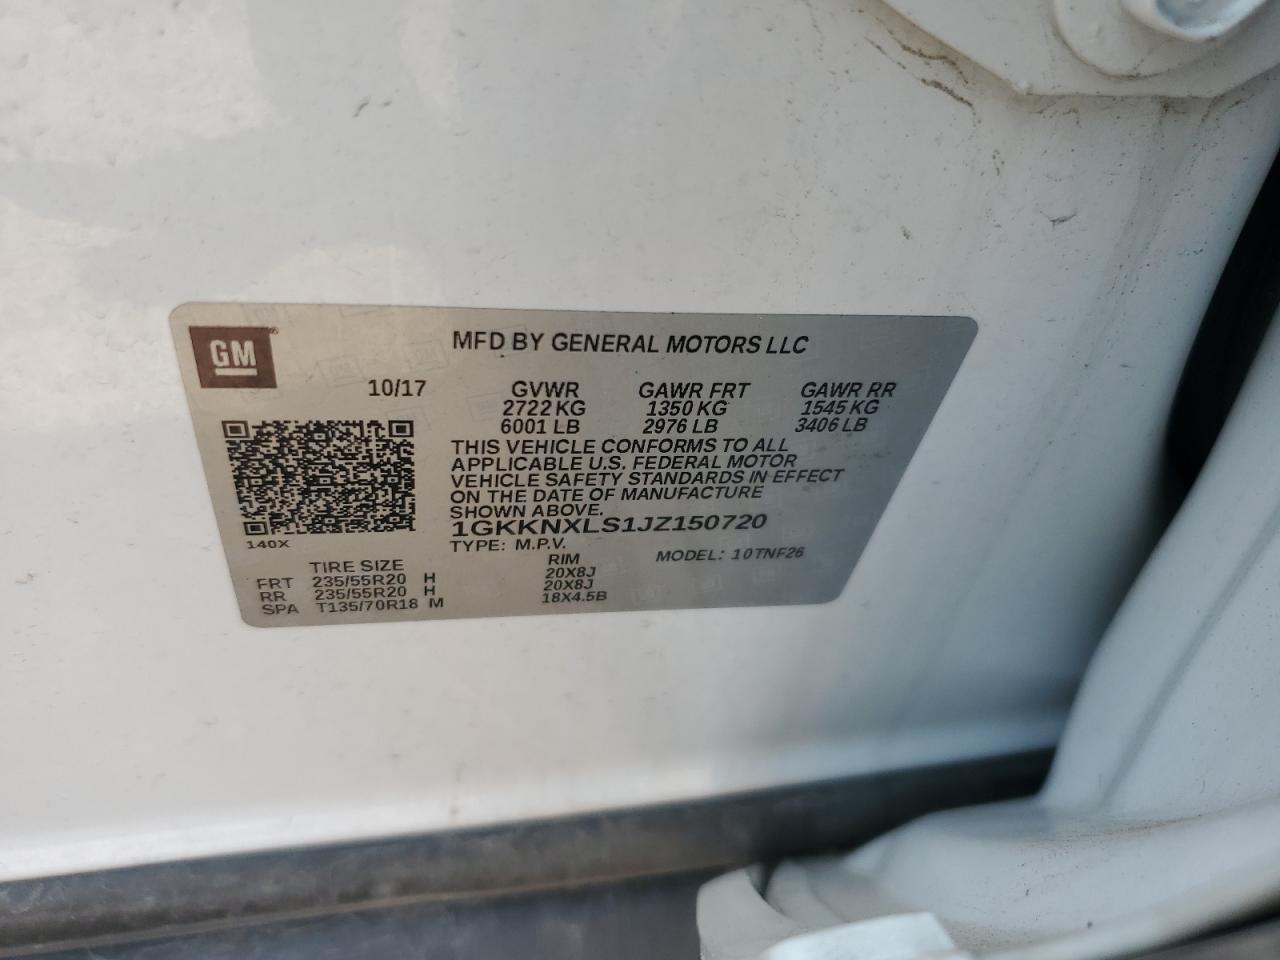 GM
MFD BY GENERAL MOTORS LLC
10/17 GVWR GAWR FRT GAWR RR
2722 KG 1350 KG 1545 KG
6001 LB 2976 LB 3406 LB
THIS VEHICLE CONFORMS TO ALL
APPLICABLE U.S. FEDERAL MOTOR
VEHICLE SAFETY STANDARDS IN EFFECT
ON THE DATE OF MANUFACTURE
SHOWN ABOVE.
1GKKNXLS1JZ150720
140X TYPE: M.P.V. MODEL: 10TNF26
TIRE SIZE RIM
FRT 235/55R20 H 20X8J
RR 235/55R20 H 20X8J
SPA T135/70R18 M 18X4.5B